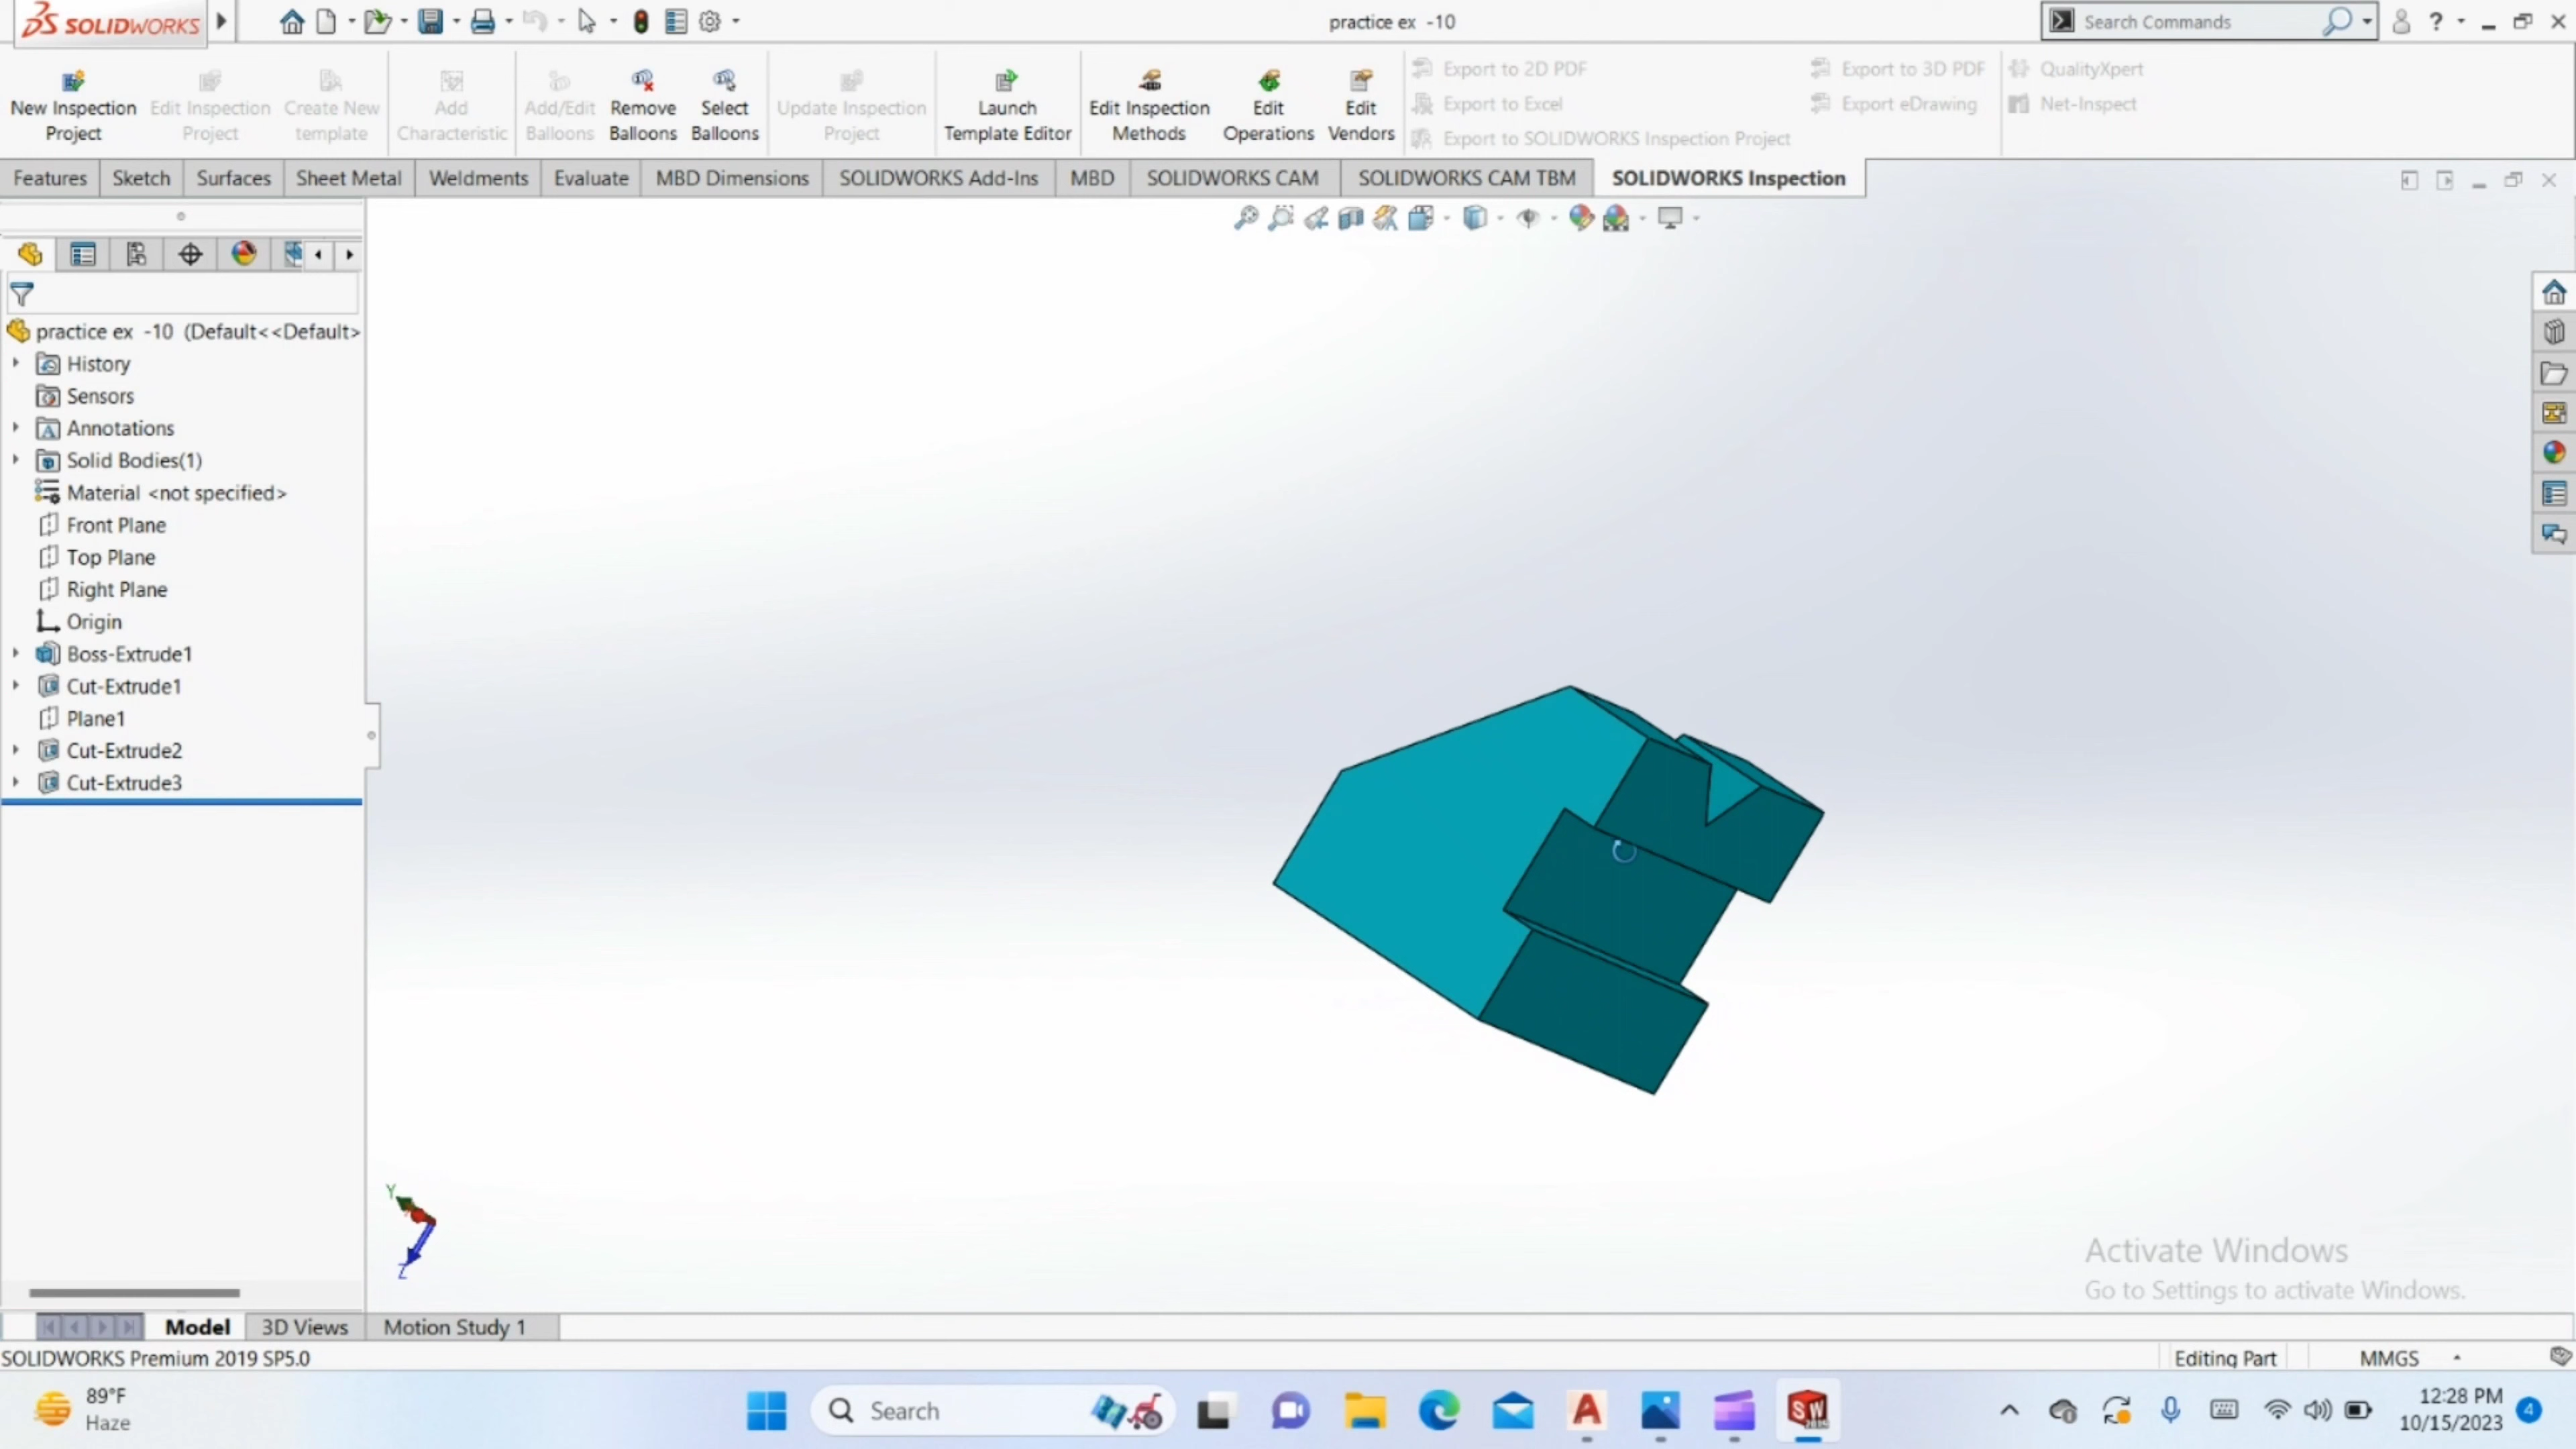 SOLIDWORKS
practice ex -10
Search Commands
?
New Inspection Project
Edit Inspection Project
Create New template
Add Characteristic
Add/Edit Balloons
Remove Balloons
Select Balloons
Update Inspection Project
Launch Template Editor
Edit Inspection Methods
Edit Operations
Edit Vendors
Export to 2D PDF
Export to Excel
Export to SOLIDWORKS Inspection Project
Export to 3D PDF
Export eDrawing
QualityXpert
Net-Inspect
Features
Sketch
Surfaces
Sheet Metal
Weldments
Evaluate
MBD Dimensions
SOLIDWORKS Add-Ins
MBD
SOLIDWORKS CAM
SOLIDWORKS CAM TBM
SOLIDWORKS Inspection
practice ex -10 (Default<<Default>
History
Sensors
Annotations
Solid Bodies(1)
Material <not specified>
Front Plane
Top Plane
Right Plane
Origin
Boss-Extrude1
Cut-Extrude1
Plane1
Cut-Extrude2
Cut-Extrude3
Y
Z
Activate Windows
Go to Settings to activate Windows.
Model
3D Views
Motion Study 1
SOLIDWORKS Premium 2019 SP5.0
Editing Part
MMGS
89°F
Haze
Search
SW
12:28 PM
10/15/2023
4